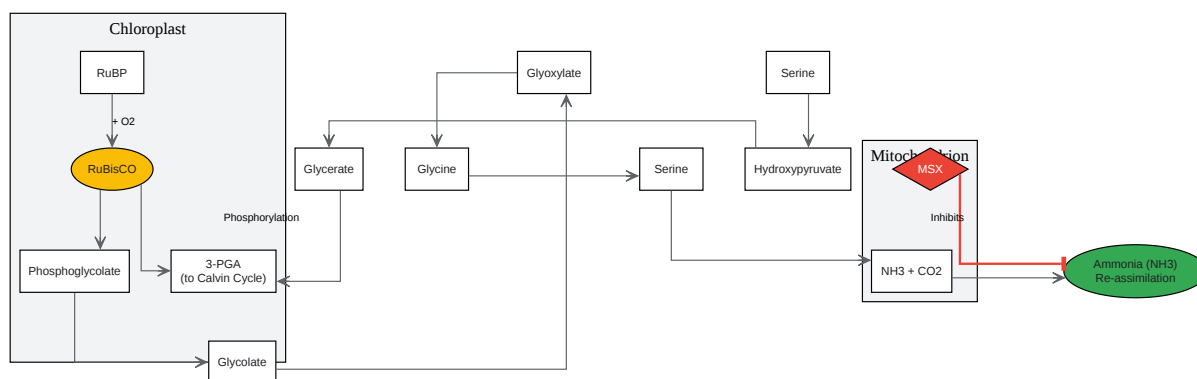 Chloroplast
RuBP
Glyoxylate
Serine
+ O2
Mitochondrion
RuBisCO
Glycerate
Glycine
Serine
Hydroxypyruvate
MSX
Phosphorylation
Inhibits
Phosphoglycolate
3-PGA
(to Calvin Cycle)
NH3 + CO2
Ammonia (NH3)
Re-assimilation
Glycolate